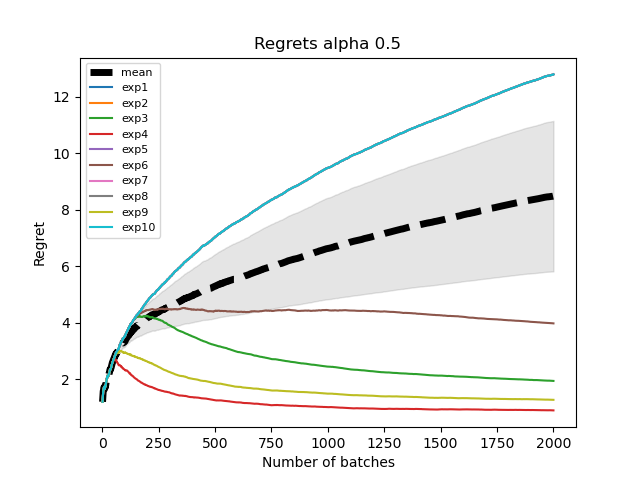 Regrets alpha 0.5
mean
exp1
exp2
exp3
exp4
exp5
exp6
exp7
exp8
exp9
exp10
12
10
8
6
4
2
Regret
0
250
500
750
1000
1250
1500
1750
2000
Number of batches